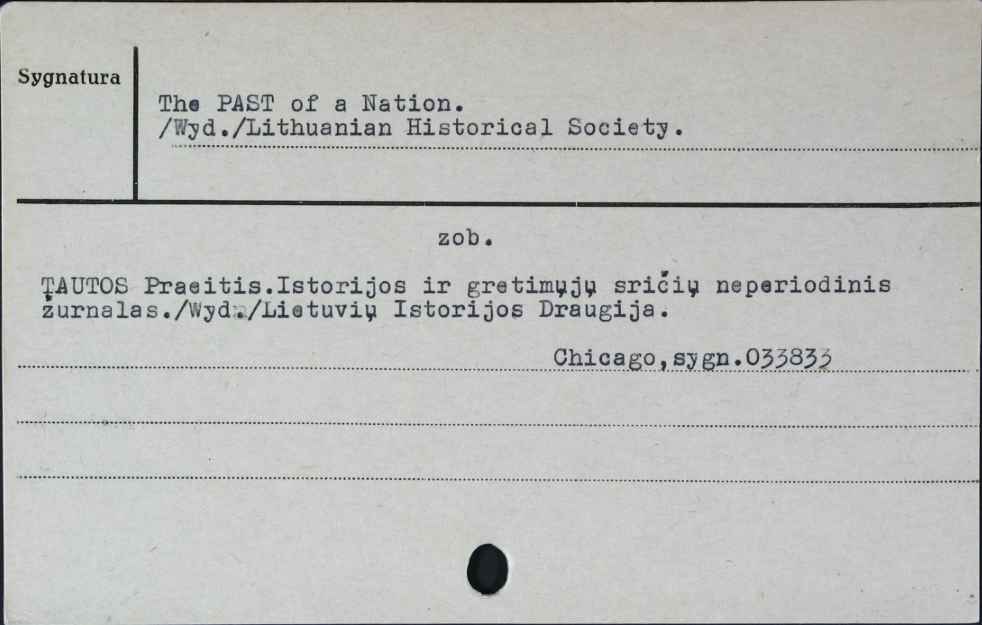 Sygnatura
The PAST of a Nation.
/Wyd./Lithuanian Historical Society.
zob.
TAUTOS Praeitis.Istorijos ir gretimųjų sričių neperiodinis
žurnalas./Wyd./Lietuvių Istorijos Draugija.
Chicago,sygn.033833